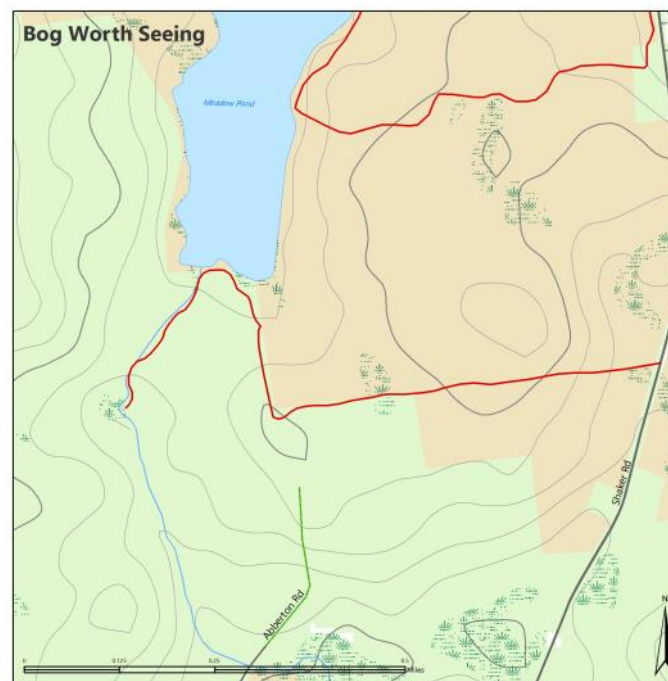 Bog Worth Seeing
Meadow Pond
Shaker Rd
Abberton Rd
N
0
0.125
0.25
0.5
Miles